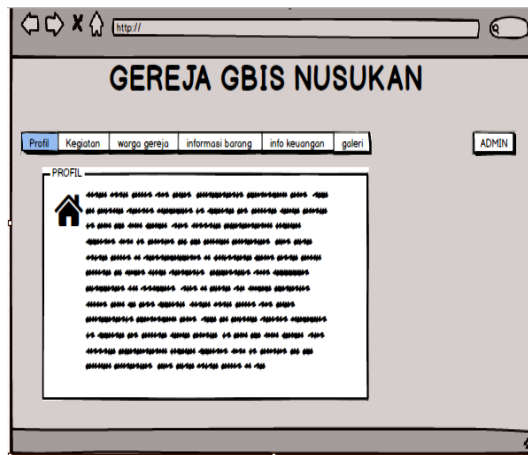 http://
GEREJA GBIS NUSUKAN
Profil Kegiatan warga gereja informasi barang info keuangan galeri ADMIN
PROFIL